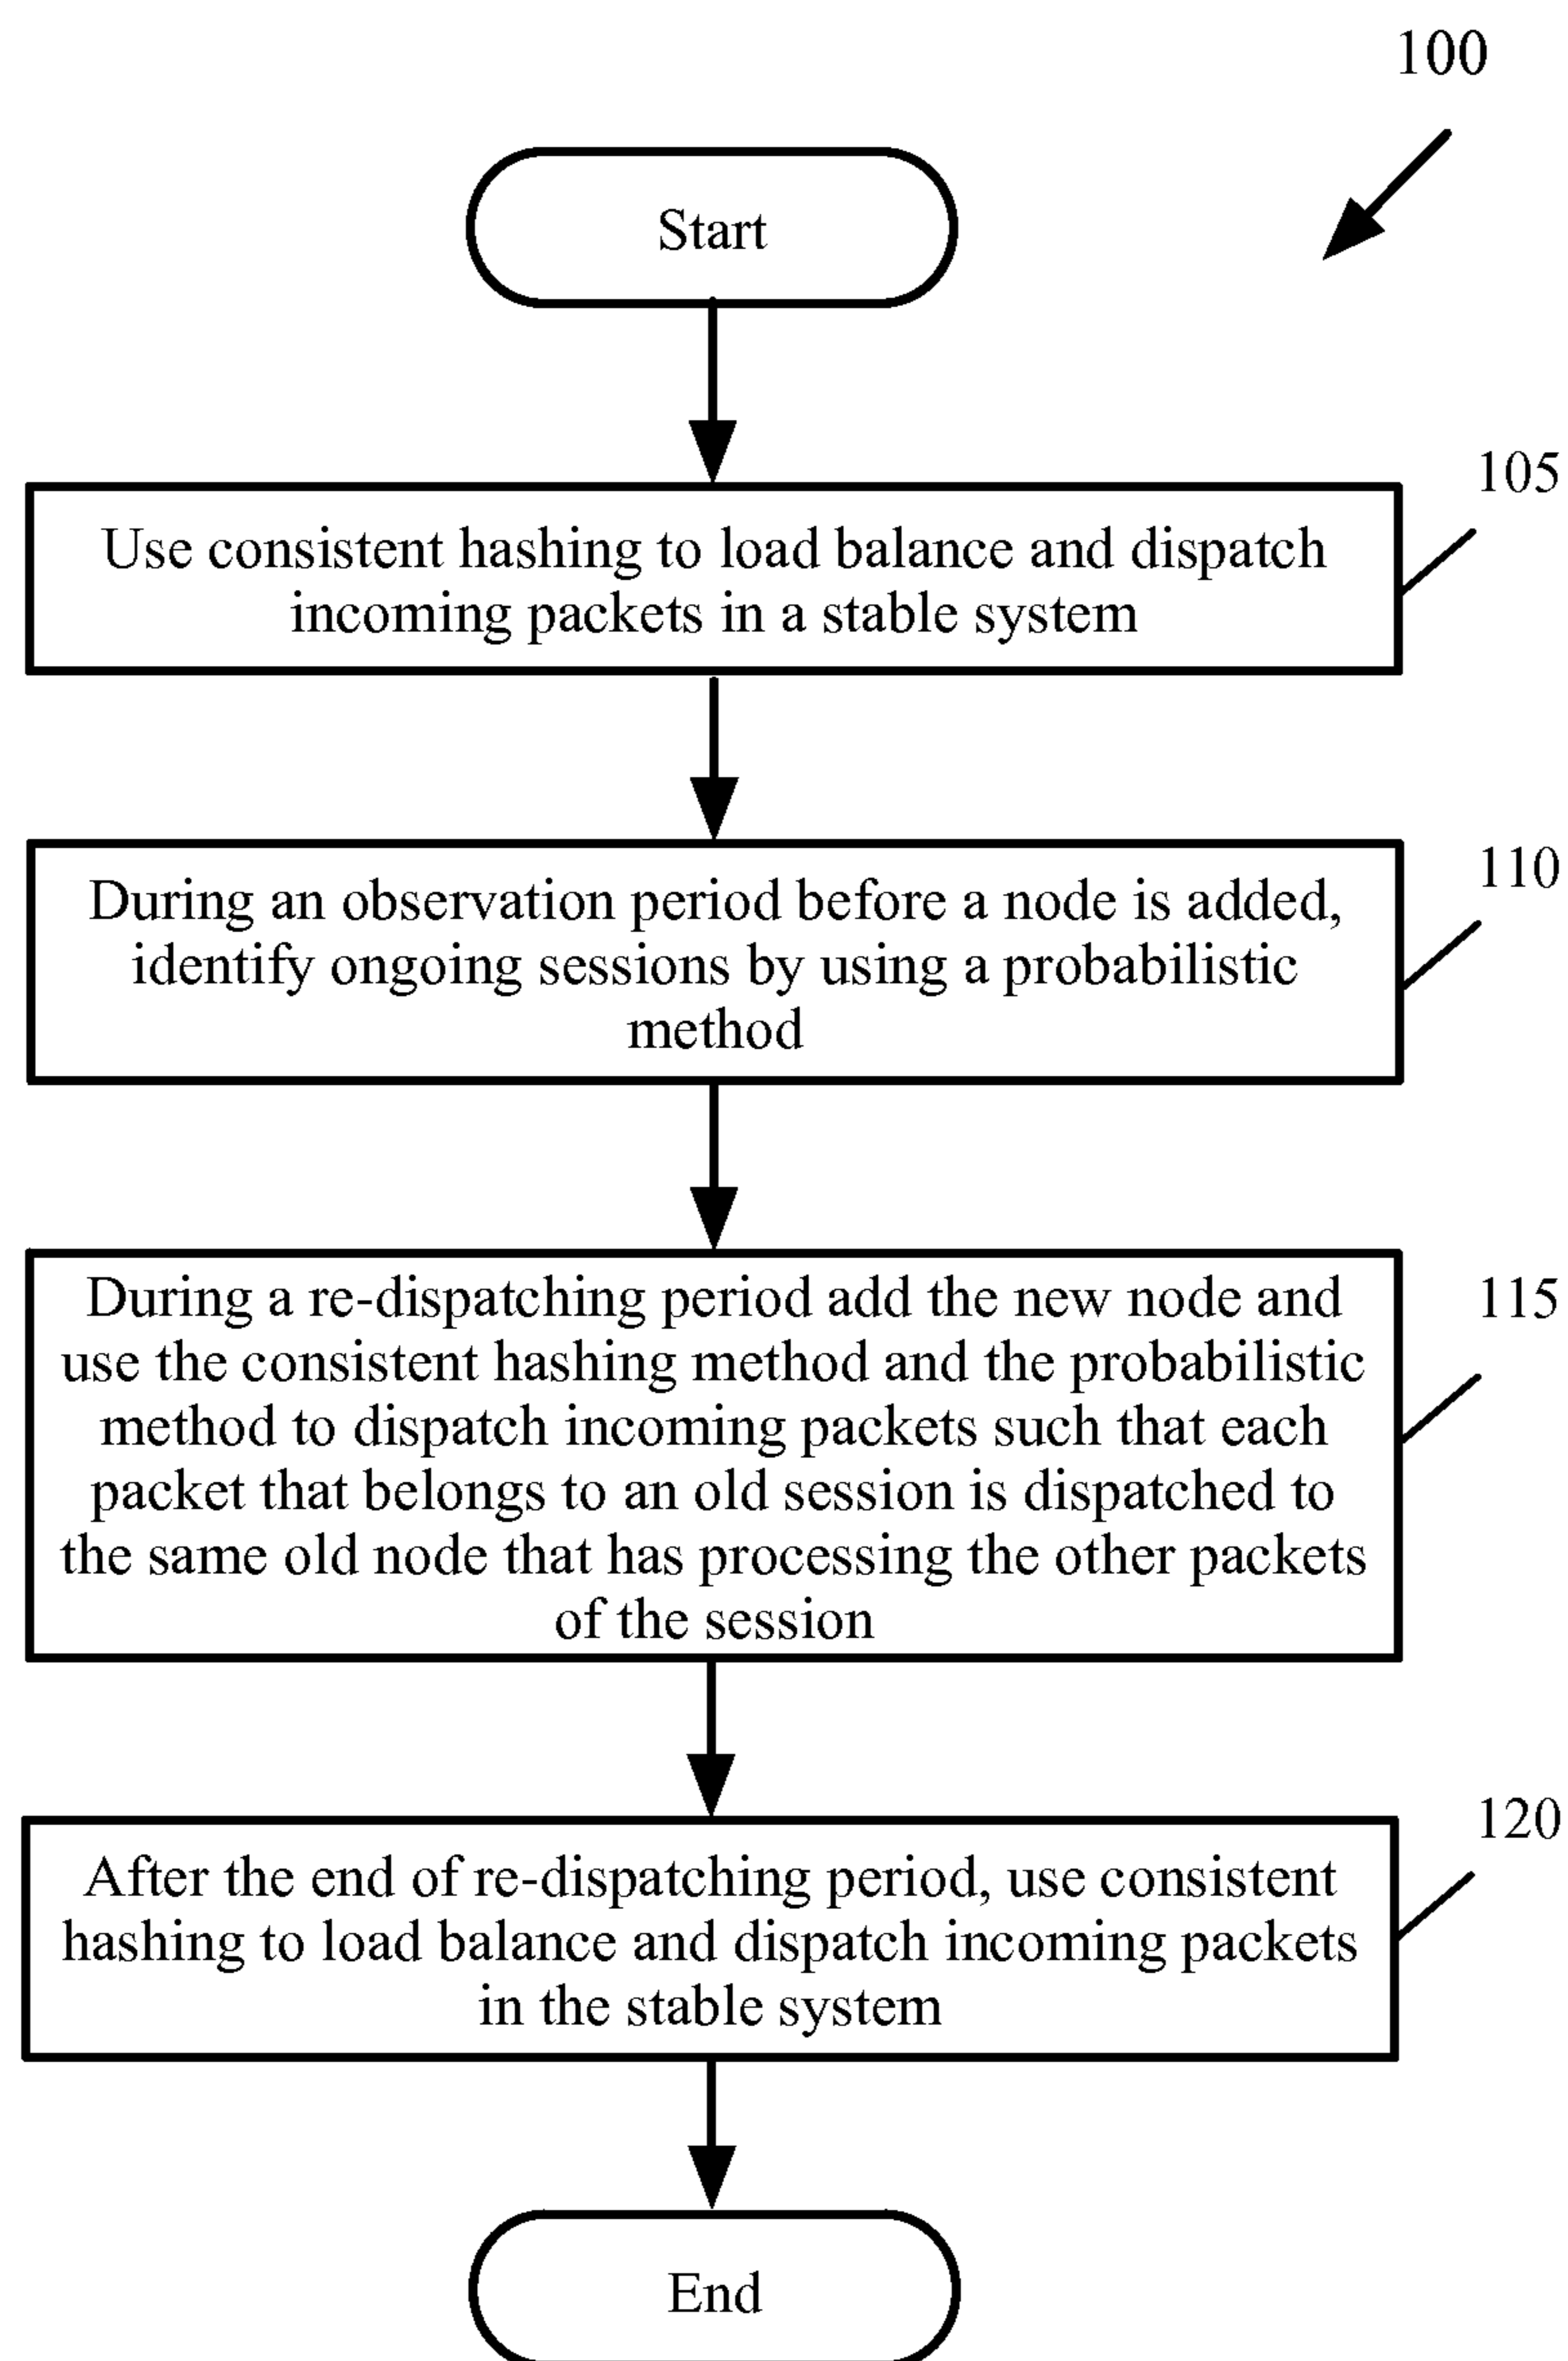 100
Start
105
Use consistent hashing to load balance and dispatch
incoming packets in a stable system
110
During an observation period before a node is added,
identify ongoing sessions by using a probabilistic
method
115
During a re-dispatching period add the new node and
use the consistent hashing method and the probabilistic
method to dispatch incoming packets such that each
packet that belongs to an old session is dispatched to
the same old node that has processing the other packets
of the session
120
After the end of re-dispatching period, use consistent
hashing to load balance and dispatch incoming packets
in the stable system
End